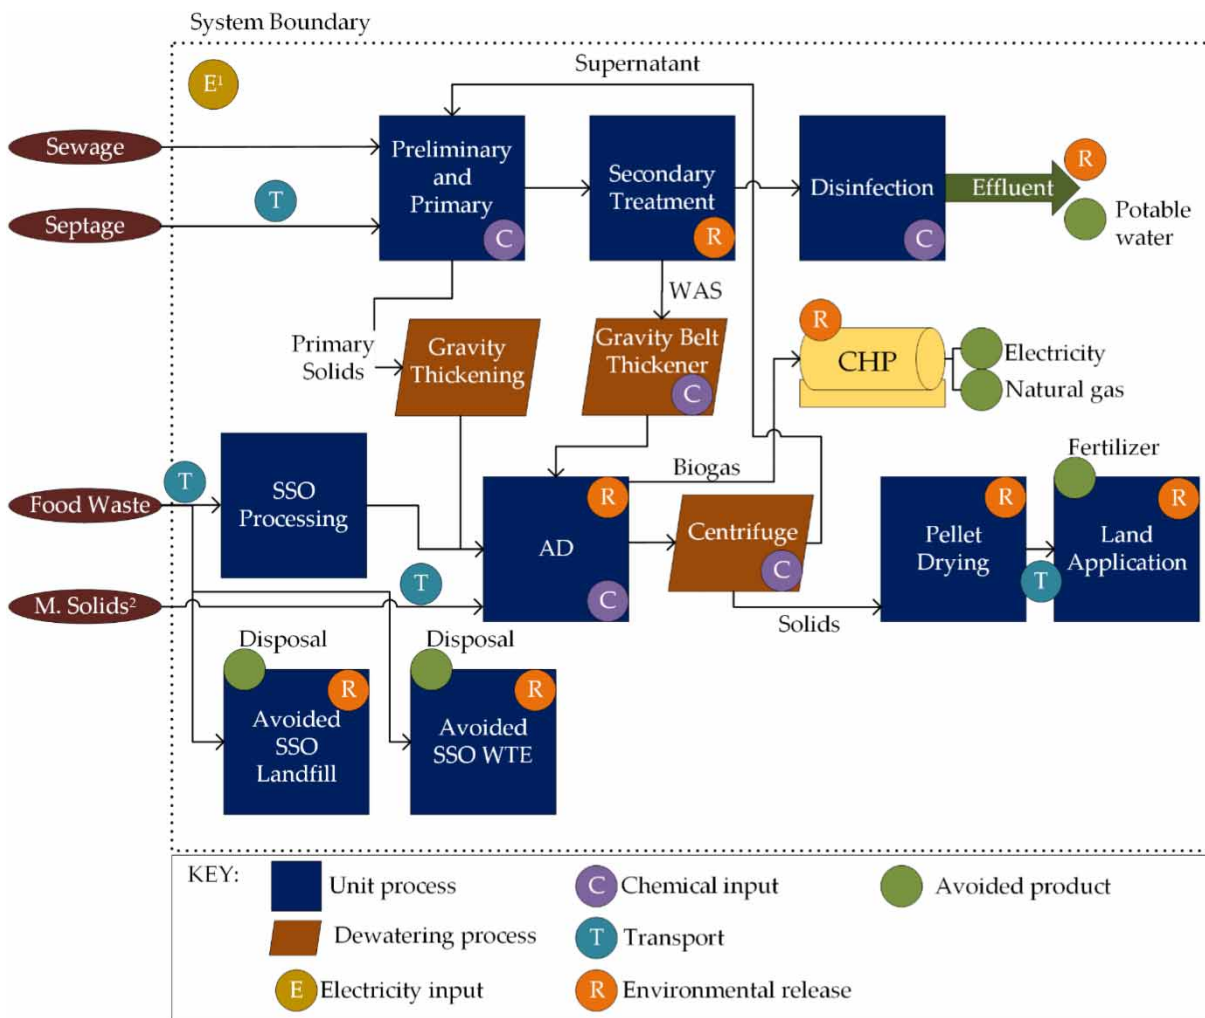 System Boundary
E¹
Supernatant
Sewage
Preliminary
and
Primary
C
Secondary
Treatment
R
Disinfection
C
Effluent
R
Potable
water
T
Septage
WAS
Primary
Solids
Gravity
Thickening
Gravity Belt
Thickener
C
R
CHP
Electricity
Natural gas
Biogas
Fertilizer
T
Food Waste
SSO
Processing
R
AD
C
Centrifuge
C
R
Pellet
Drying
T
R
Land
Application
T
M. Solids²
Solids
Disposal
R
Avoided
SSO
Landfill
Disposal
R
Avoided
SSO WTE
KEY:
Unit process
C
Chemical input
Avoided product
Dewatering process
T
Transport
E
Electricity input
R
Environmental release